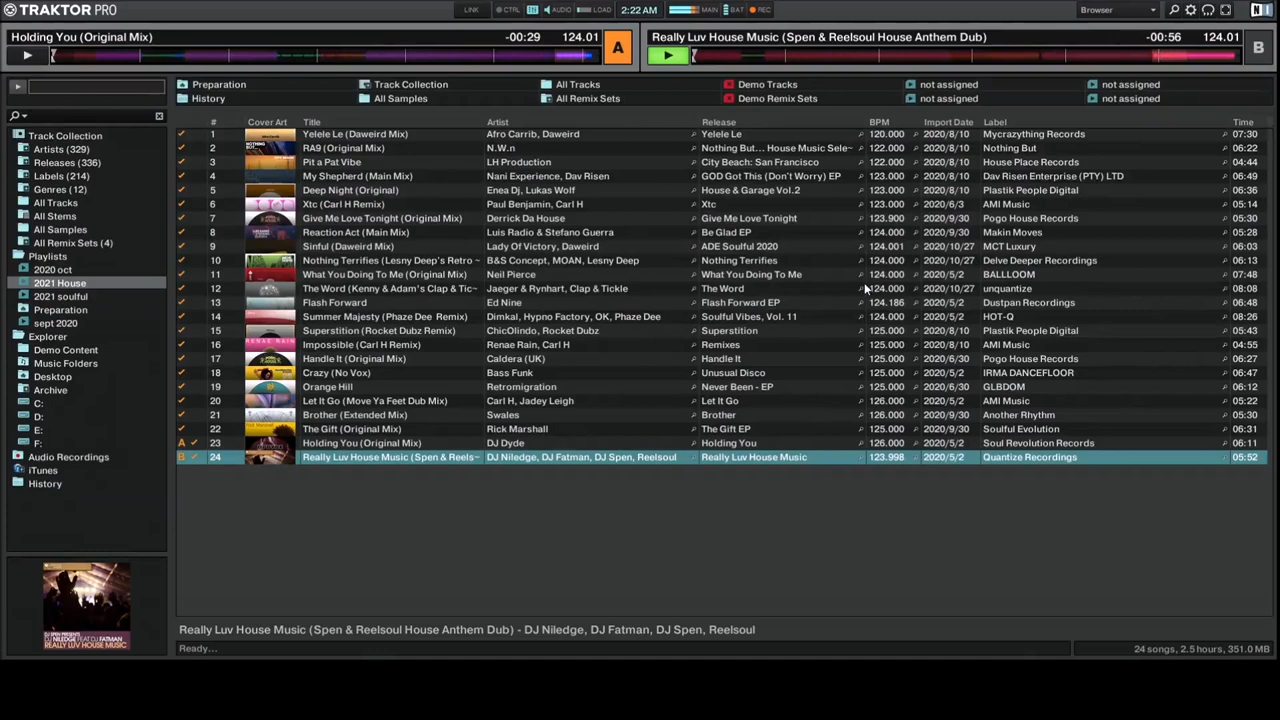 TRAKTOR PRO LINK CTRL AUDIO LOAD 2:22 AM MAIN BAT REC Browser
Holding You (Original Mix) -00:29 124.01 A Really Luv House Music (Spen & Reelsoul House Anthem Dub) -00:56 124.01 B
Preparation Track Collection All Tracks Demo Tracks not assigned not assigned
History All Samples All Remix Sets Demo Remix Sets not assigned not assigned
# Cover Art Title Artist Release BPM Import Date Label Time
1 Yelele Le (Daweird Mix) Afro Carrib, Daweird Yelele Le 120.000 2020/8/10 Mycrazything Records 07:30
2 RA9 (Original Mix) N.W.n Nothing But... House Music Sele~ 122.000 2020/8/10 Nothing But 06:22
3 Pit a Pat Vibe LH Production City Beach: San Francisco 122.000 2020/8/10 House Place Records 04:44
4 My Shepherd (Main Mix) Nani Experience, Dav Risen GOD Got This (Don't Worry) EP 123.000 2020/8/10 Dav Risen Enterprise (PTY) LTD 06:49
5 Deep Night (Original) Enea Dj, Lukas Wolf House & Garage Vol.2 123.000 2020/8/10 Plastik People Digital 06:36
6 Xtc (Carl H Remix) Paul Benjamin, Carl H Xtc 123.000 2020/6/3 AMI Music 05:14
7 Give Me Love Tonight (Original Mix) Derrick Da House Give Me Love Tonight 123.900 2020/9/30 Pogo House Records 05:30
8 Reaction Act (Main Mix) Luis Radio & Stefano Guerra Be Glad EP 124.000 2020/9/30 Makin Moves 05:28
9 Sinful (Daweird Mix) Lady Of Victory, Daweird ADE Soulful 2020 124.001 2020/10/27 MCT Luxury 06:03
10 Nothing Terrifies (Lesny Deep's Retro ~ B&S Concept, MOAN, Lesny Deep Nothing Terrifies 124.000 2020/10/27 Delve Deeper Recordings 06:13
11 What You Doing To Me (Original Mix) Neil Pierce What You Doing To Me 124.000 2020/5/2 BALLLOOM 07:48
12 The Word (Kenny & Adam's Clap & Tic~ Jaeger & Rynhart, Clap & Tickle The Word 124.000 2020/10/27 unquantize 08:08
13 Flash Forward Ed Nine Flash Forward EP 124.186 2020/5/2 Dustpan Recordings 06:48
14 Summer Majesty (Phaze Dee Remix) Dimkal, Hypno Factory, OK, Phaze Dee Soulful Vibes, Vol. 11 124.000 2020/5/2 HOT-Q 08:26
15 Superstition (Rocket Dubz Remix) ChicOlindo, Rocket Dubz Superstition 125.000 2020/8/10 Plastik People Digital 05:43
16 Impossible (Carl H Remix) Renae Rain, Carl H Remixes 125.000 2020/8/10 AMI Music 04:55
17 Handle It (Original Mix) Caldera (UK) Handle It 125.000 2020/6/30 Pogo House Records 06:27
18 Crazy (No Vox) Bass Funk Unusual Disco 125.000 2020/5/2 IRMA DANCEFLOOR 06:47
19 Orange Hill Retromigration Never Been - EP 125.000 2020/6/30 GLBDOM 06:12
20 Let It Go (Move Ya Feet Dub Mix) Carl H, Jadey Leigh Let It Go 126.000 2020/5/2 AMI Music 05:22
21 Brother (Extended Mix) Swales Brother 126.000 2020/9/30 Another Rhythm 05:30
22 The Gift (Original Mix) Rick Marshall The Gift EP 125.000 2020/9/30 Soulful Evolution 06:31
A 23 Holding You (Original Mix) DJ Dyde Holding You 126.000 2020/5/2 Soul Revolution Records 06:11
B 24 Really Luv House Music (Spen & Reels~ DJ Niledge, DJ Fatman, DJ Spen, Reelsoul Really Luv House Music 123.998 2020/5/2 Quantize Recordings 05:52
Track Collection
Artists (329)
Releases (336)
Labels (214)
Genres (12)
All Tracks
All Stems
All Samples
All Remix Sets (4)
Playlists
2020 oct
2021 House
2021 soulful
Preparation
sept 2020
Explorer
Demo Content
Music Folders
Desktop
Archive
C:
D:
E:
F:
Audio Recordings
iTunes
History
DJ SPEN PRESENTS
DJ NILEDGE FEAT DJ FATMAN
REALLY LUV HOUSE MUSIC
Really Luv House Music (Spen & Reelsoul House Anthem Dub) - DJ Niledge, DJ Fatman, DJ Spen, Reelsoul
Ready... 24 songs, 2.5 hours, 351.0 MB